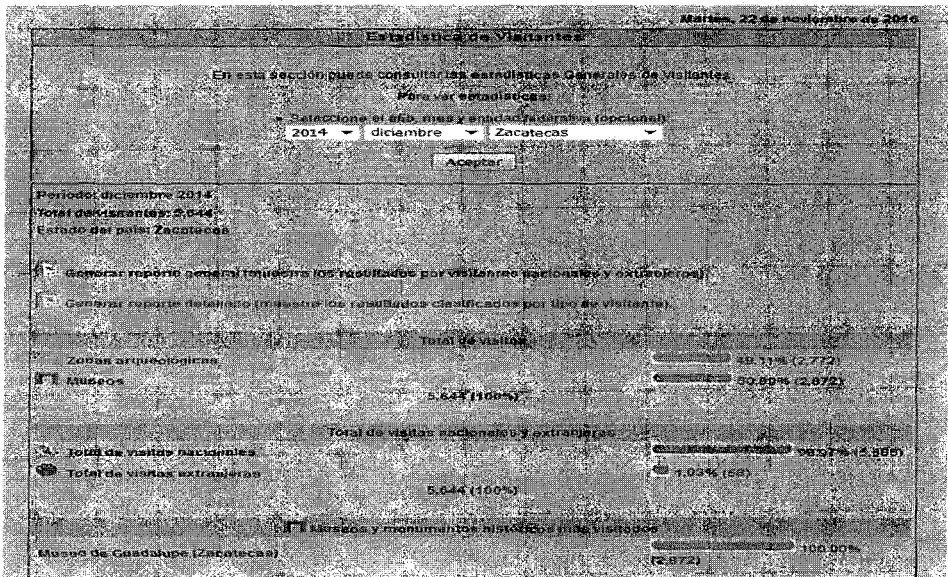 Martes, 22 de noviembre de 2016
Estadística de Visitantes
En esta sección puede consultar las estadísticas Generales de visitantes
Para ver estadísticas:
Seleccione el año, mes y entidad federativa (opcional)
2014 diciembre Zacatecas
Aceptar
Periodo: diciembre 2014
Total de visitantes: 5,644
Estado del país: Zacatecas
Generar reporte general (muestra los resultados por visitantes nacionales y extranjeros).
Generar reporte detallado (muestra los resultados clasificados por tipo de visitante).
Total de visitas
Zonas arqueológicas 49.11% (2,772)
Museos 50.89% (2,872)
5,644 (100%)
Total de visitas nacionales y extranjeras
Total de visitas nacionales
Total de visitas extranjeras 1.03% (58)
5,644 (100%)
Museos y monumentos históricos más visitados
Museo de Guadalupe (Zacatecas) 100.00%
(2,872)